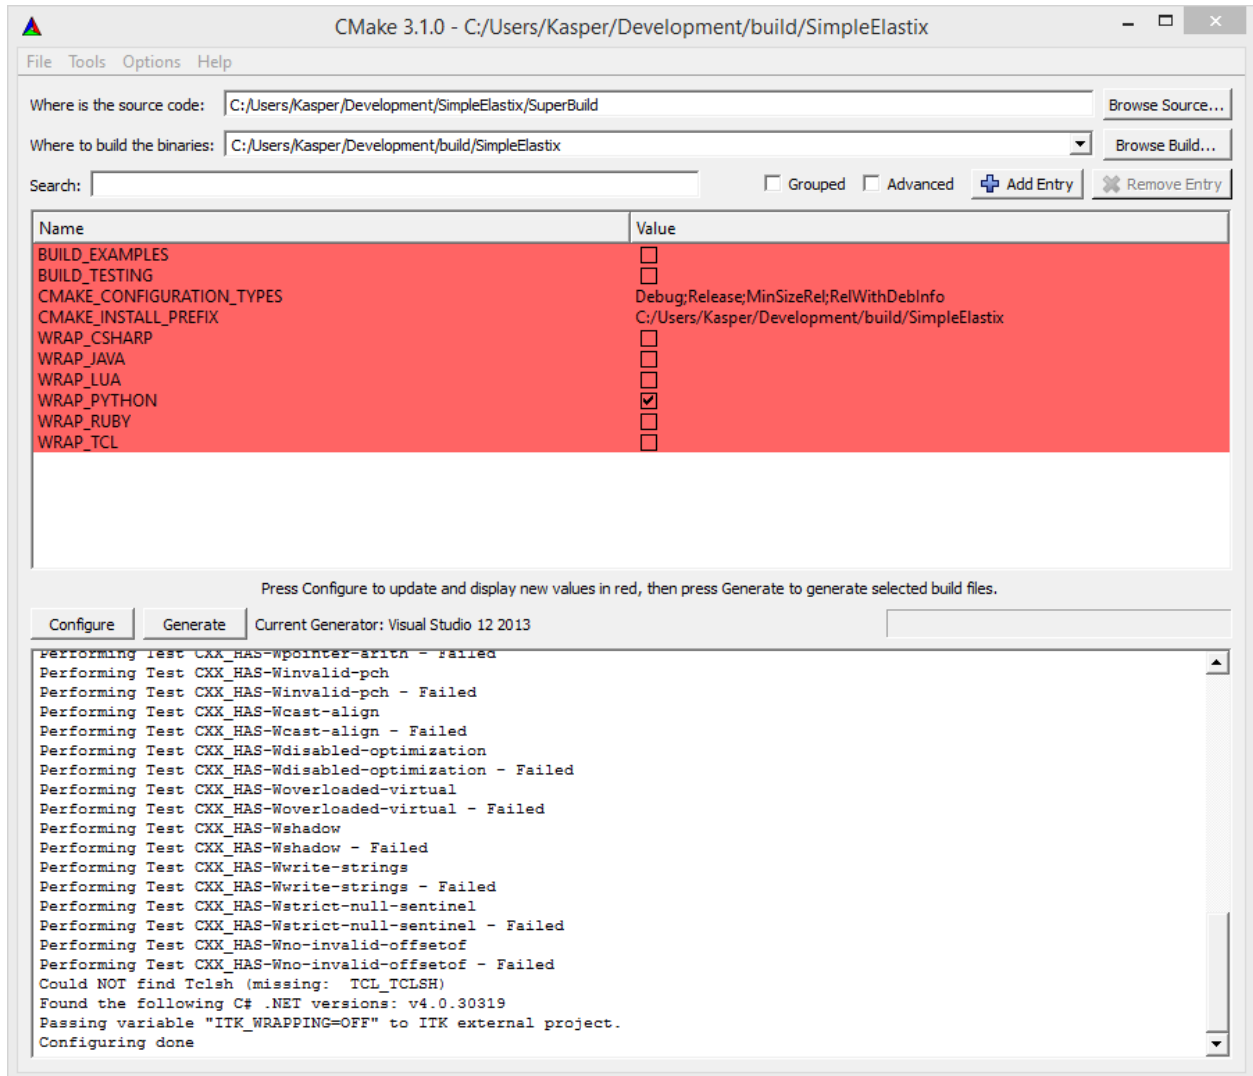 CMake 3.1.0 - C:/Users/Kasper/Development/build/SimpleElastix
File Tools Options Help
Where is the source code: C:/Users/Kasper/Development/SimpleElastix/SuperBuild Browse Source...
Where to build the binaries: C:/Users/Kasper/Development/build/SimpleElastix Browse Build...
Search: Grouped Advanced Add Entry Remove Entry
Name Value
BUILD_EXAMPLES
BUILD_TESTING
CMAKE_CONFIGURATION_TYPES Debug;Release;MinSizeRel;RelWithDebInfo
CMAKE_INSTALL_PREFIX C:/Users/Kasper/Development/build/SimpleElastix
WRAP_CSHARP
WRAP_JAVA
WRAP_LUA
WRAP_PYTHON
WRAP_RUBY
WRAP_TCL
Press Configure to update and display new values in red, then press Generate to generate selected build files.
Configure Generate Current Generator: Visual Studio 12 2013
Performing Test CXX_HAS-Wpointer-arith - Failed
Performing Test CXX_HAS-Winvalid-pch
Performing Test CXX_HAS-Winvalid-pch - Failed
Performing Test CXX_HAS-Wcast-align
Performing Test CXX_HAS-Wcast-align - Failed
Performing Test CXX_HAS-Wdisabled-optimization
Performing Test CXX_HAS-Wdisabled-optimization - Failed
Performing Test CXX_HAS-Woverloaded-virtual
Performing Test CXX_HAS-Woverloaded-virtual - Failed
Performing Test CXX_HAS-Wshadow
Performing Test CXX_HAS-Wshadow - Failed
Performing Test CXX_HAS-Wwrite-strings
Performing Test CXX_HAS-Wwrite-strings - Failed
Performing Test CXX_HAS-Wstrict-null-sentinel
Performing Test CXX_HAS-Wstrict-null-sentinel - Failed
Performing Test CXX_HAS-Wno-invalid-offsetof
Performing Test CXX_HAS-Wno-invalid-offsetof - Failed
Could NOT find Tclsh (missing:  TCL_TCLSH)
Found the following C# .NET versions: v4.0.30319
Passing variable "ITK_WRAPPING=OFF" to ITK external project.
Configuring done